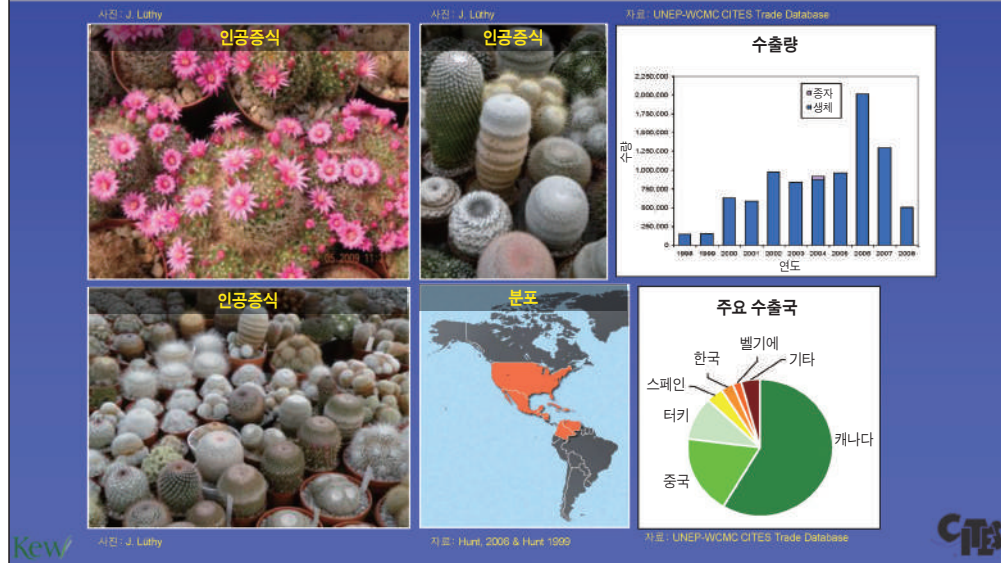 사진: J. Lüthy
사진: J. Lüthy
자료: UNEP-WCMC CITES Trade Database
인공증식
인공증식
수출량
2,250,000
2,000,000
1,750,000
1,500,000
1,250,000
1,000,000
750,000
500,000
250,000
0
수량
종자
생체
1998 1999 2000 2001 2002 2003 2004 2005 2006 2007 2008
연도
인공증식
분포
주요 수출국
벨기에
한국
기타
스페인
터키
캐나다
중국
Kew
사진: J. Lüthy
자료: Hunt, 2006 & Hunt 1999
자료: UNEP-WCMC CITES Trade Database
CITES